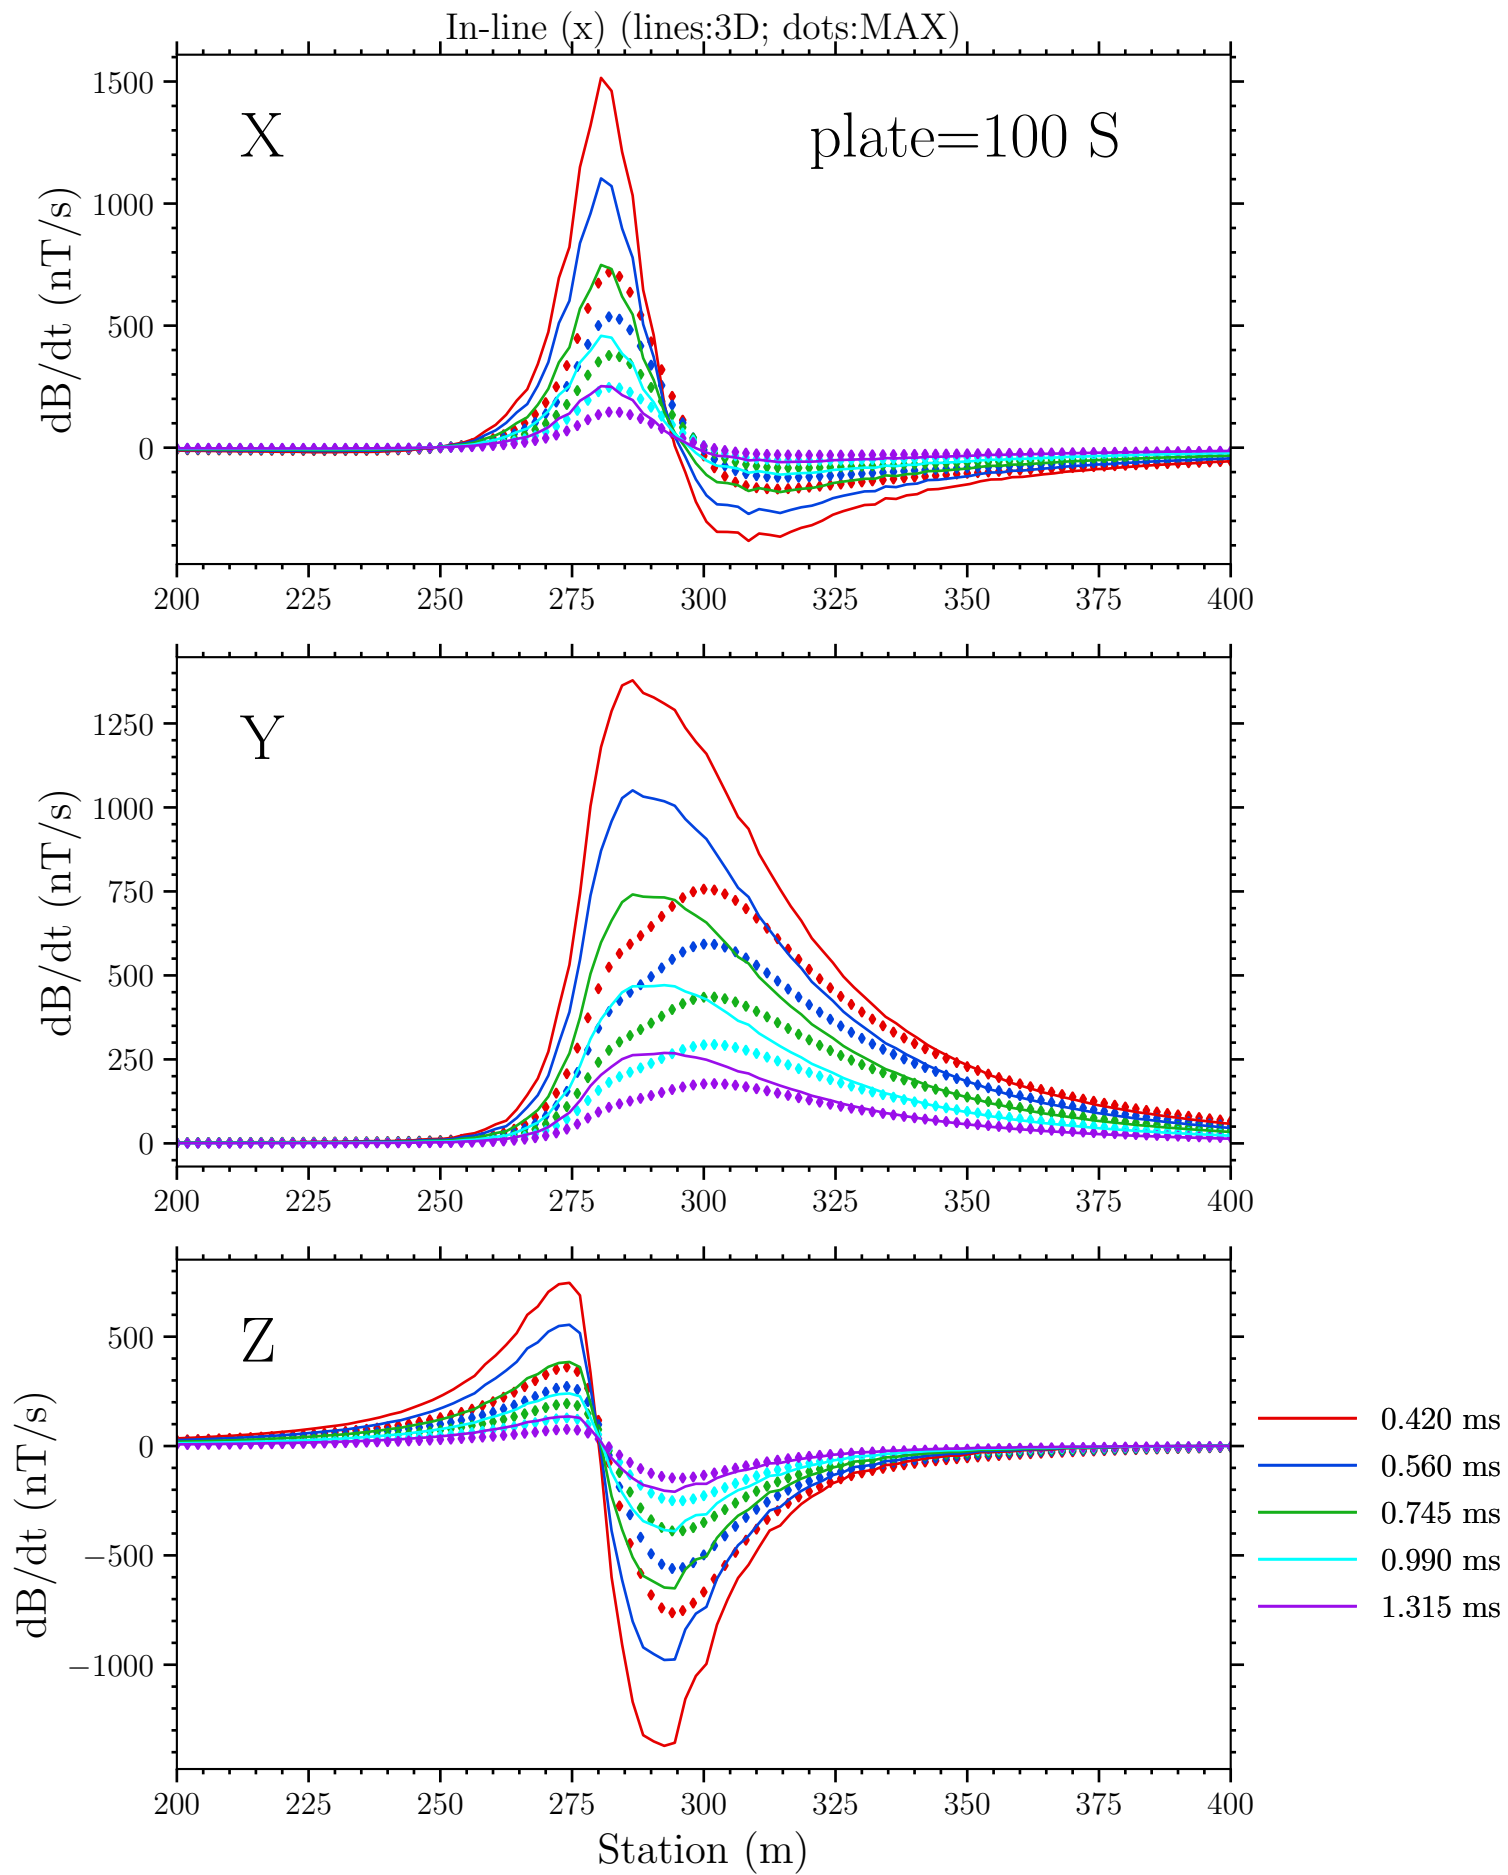 In-line (x) (lines:3D; dots:MAX)
X
plate=100 S
dB/dt (nT/s)
1500
1000
500
0
200 225 250 275 300 325 350 375 400
Y
dB/dt (nT/s)
1250
1000
750
500
250
0
200 225 250 275 300 325 350 375 400
Z
dB/dt (nT/s)
500
0
−500
−1000
200 225 250 275 300 325 350 375 400
Station (m)
0.420 ms
0.560 ms
0.745 ms
0.990 ms
1.315 ms